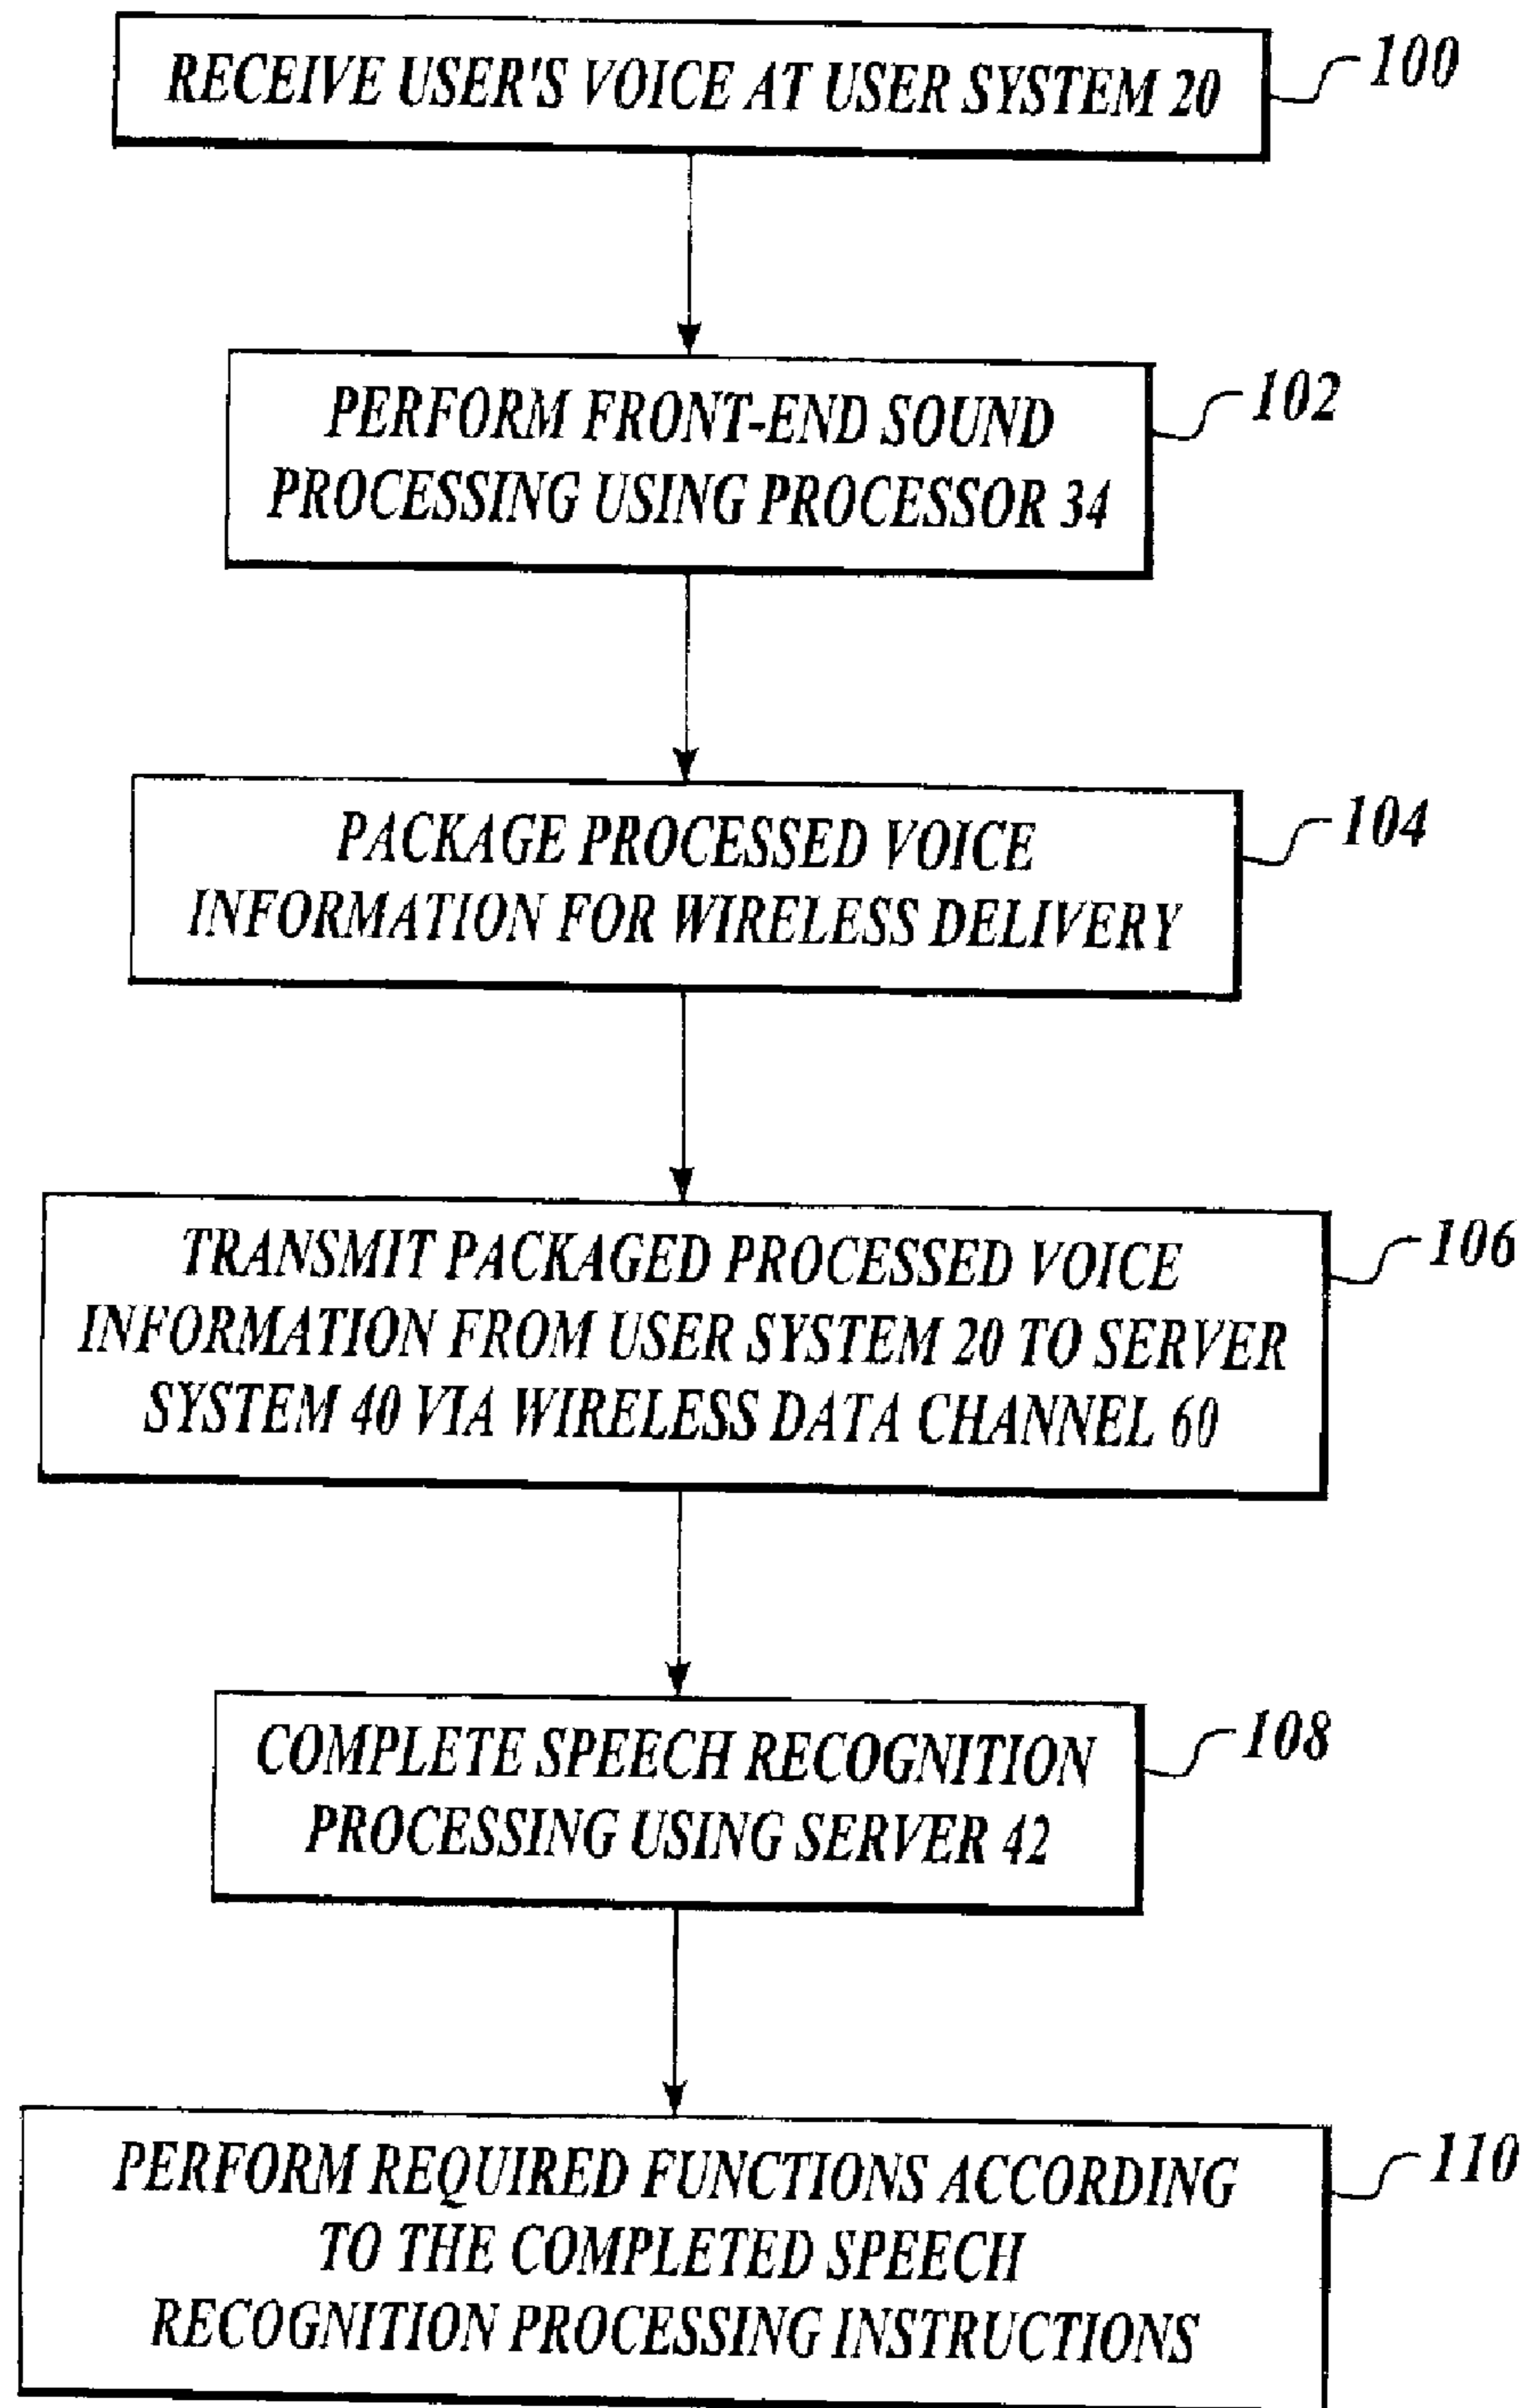 RECEIVE USER'S VOICE AT USER SYSTEM 20
100
PERFORM FRONT-END SOUND
PROCESSING USING PROCESSOR 34
102
PACKAGE PROCESSED VOICE
INFORMATION FOR WIRELESS DELIVERY
104
TRANSMIT PACKAGED PROCESSED VOICE
INFORMATION FROM USER SYSTEM 20 TO SERVER
SYSTEM 40 VIA WIRELESS DATA CHANNEL 60
106
COMPLETE SPEECH RECOGNITION
PROCESSING USING SERVER 42
108
PERFORM REQUIRED FUNCTIONS ACCORDING
TO THE COMPLETED SPEECH
RECOGNITION PROCESSING INSTRUCTIONS
110